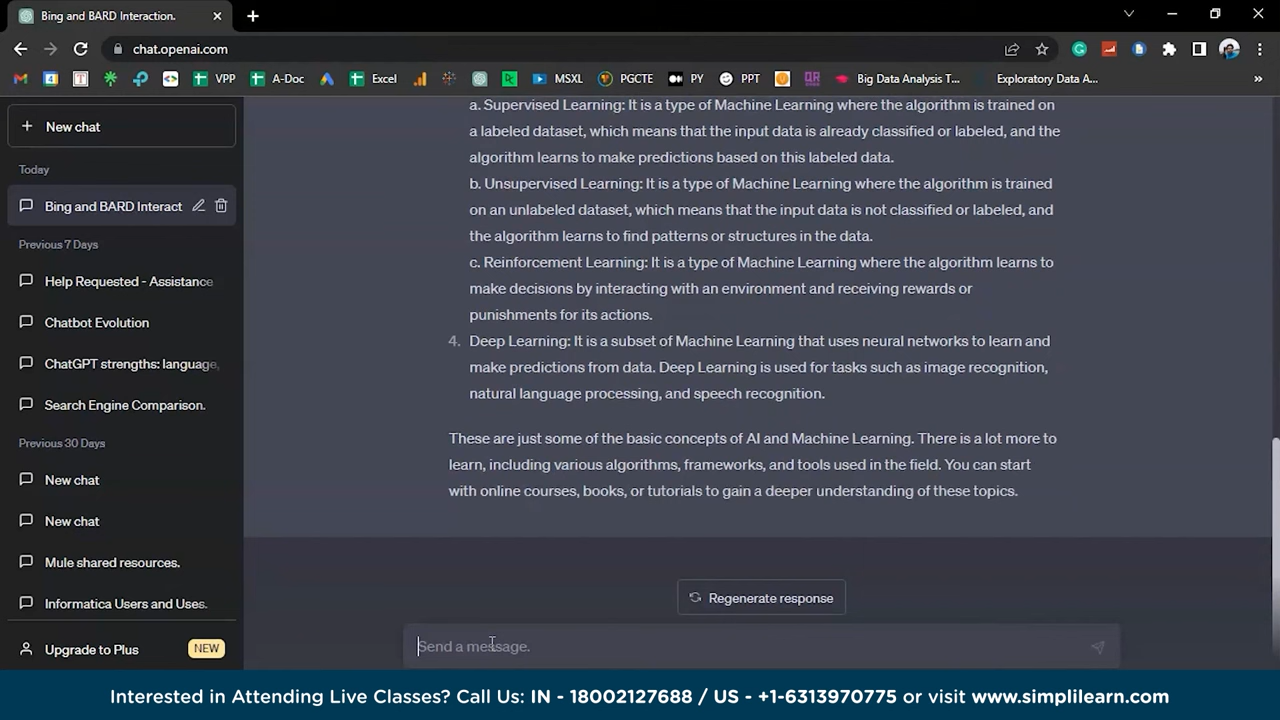 Bing and BARD Interaction.
chat.openai.com
VPP
A-Doc
Excel
MSXL
PGCTE
PY
PPT
QR
Big Data Analysis T...
Exploratory Data A...
New chat
Today
Bing and BARD Interact
Previous 7 Days
Help Requested - Assistance
Chatbot Evolution
ChatGPT strengths: language,
Search Engine Comparison.
Previous 30 Days
New chat
New chat
Mule shared resources.
Informatica Users and Uses.
Upgrade to Plus
NEW
a. Supervised Learning: It is a type of Machine Learning where the algorithm is trained on
a labeled dataset, which means that the input data is already classified or labeled, and the
algorithm learns to make predictions based on this labeled data.
b. Unsupervised Learning: It is a type of Machine Learning where the algorithm is trained
on an unlabeled dataset, which means that the input data is not classified or labeled, and
the algorithm learns to find patterns or structures in the data.
c. Reinforcement Learning: It is a type of Machine Learning where the algorithm learns to
make decisions by interacting with an environment and receiving rewards or
punishments for its actions.
4. Deep Learning: It is a subset of Machine Learning that uses neural networks to learn and
make predictions from data. Deep Learning is used for tasks such as image recognition,
natural language processing, and speech recognition.
These are just some of the basic concepts of AI and Machine Learning. There is a lot more to
learn, including various algorithms, frameworks, and tools used in the field. You can start
with online courses, books, or tutorials to gain a deeper understanding of these topics.
Regenerate response
Send a message.
Interested in Attending Live Classes? Call Us: IN - 18002127688 / US - +1-6313970775 or visit www.simplilearn.com